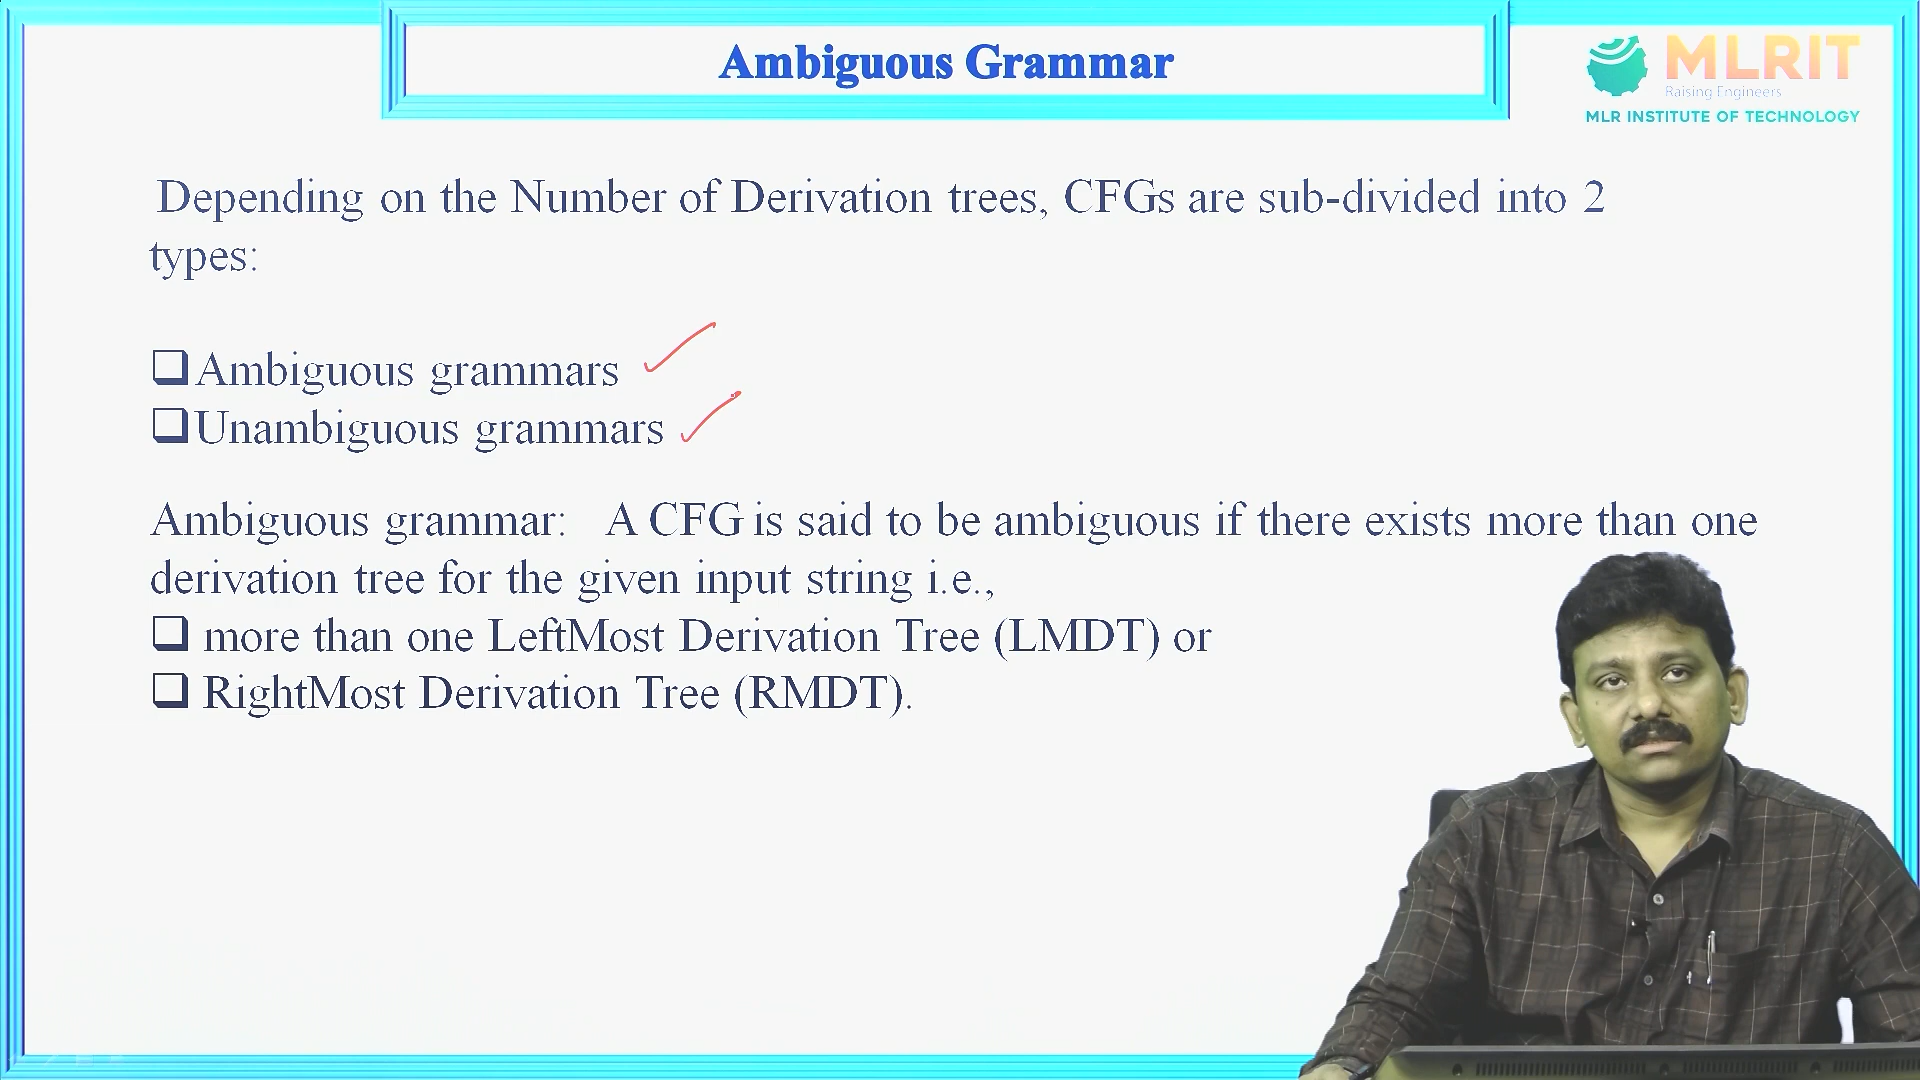 Ambiguous Grammar
MLRIT
Raising Engineers
MLR INSTITUTE OF TECHNOLOGY
Depending on the Number of Derivation trees, CFGs are sub-divided into 2
types:
❑Ambiguous grammars
❑Unambiguous grammars
Ambiguous grammar: A CFG is said to be ambiguous if there exists more than one
derivation tree for the given input string i.e.,
❑ more than one LeftMost Derivation Tree (LMDT) or
❑ RightMost Derivation Tree (RMDT).